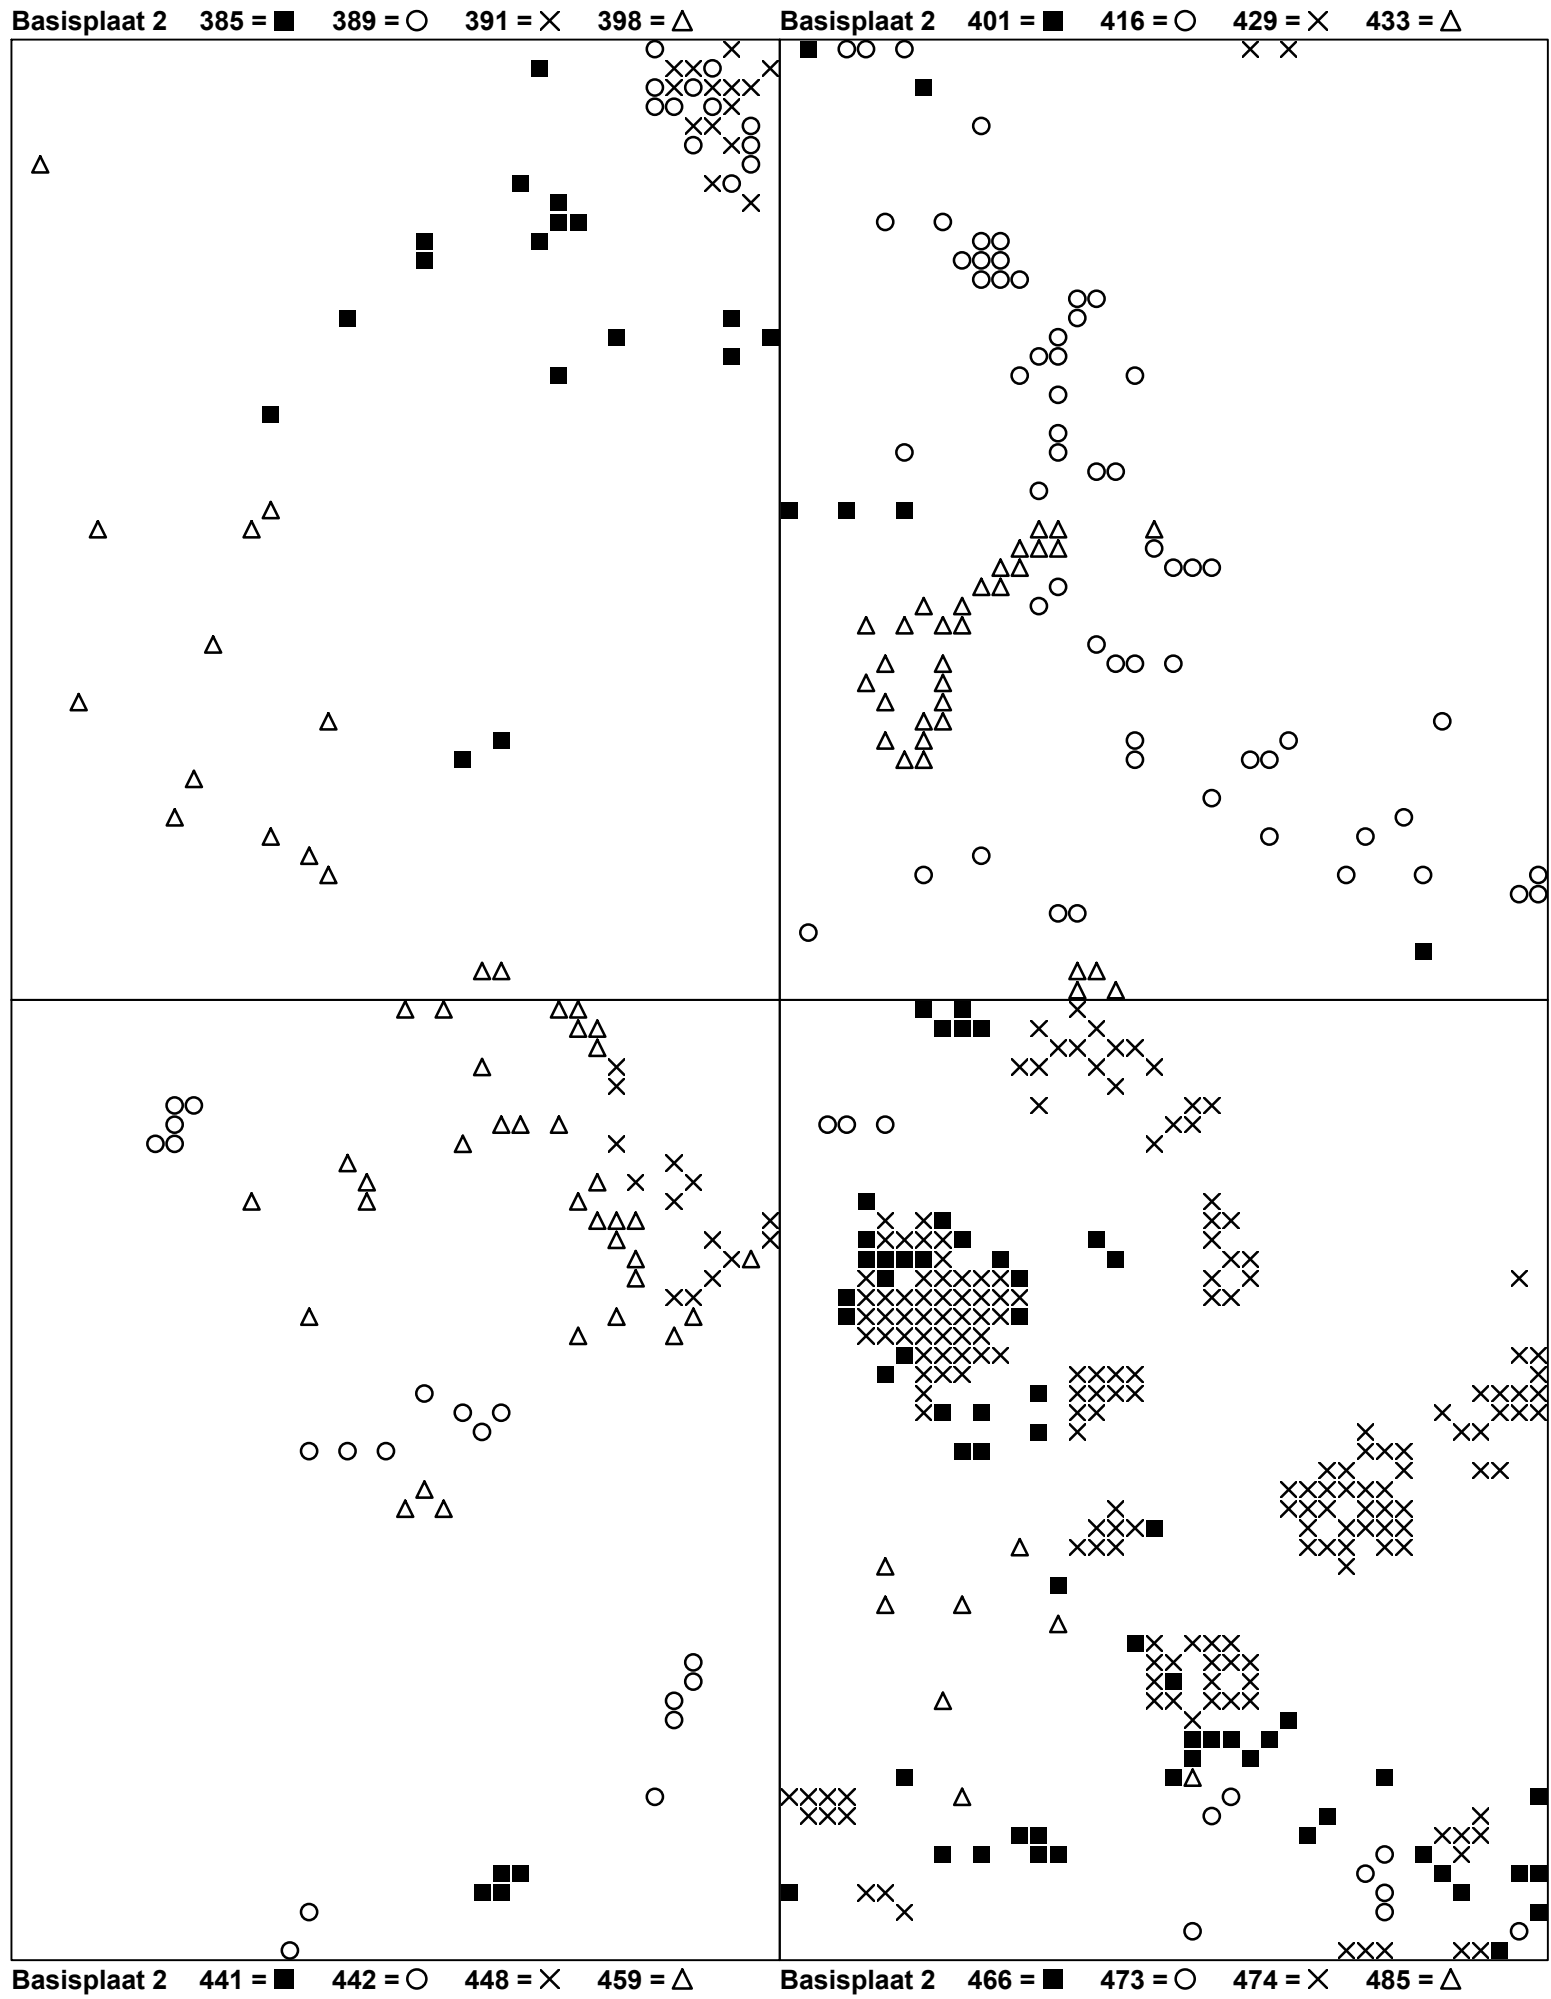 Basisplaat 2 385 = ■ 389 = ○ 391 = × 398 = △
Basisplaat 2 401 = ■ 416 = ○ 429 = × 433 = △
Basisplaat 2 441 = ■ 442 = ○ 448 = × 459 = △
Basisplaat 2 466 = ■ 473 = ○ 474 = × 485 = △